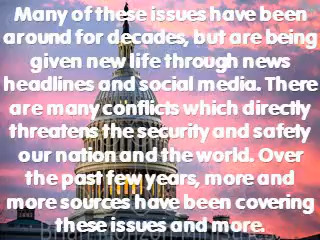 Many of these issues have been
around for decades, but are being
given new life through news
headlines and social media. There
are many conflicts which directly
threatens the security and safety
our nation and the world. Over
the past few years, more and
more sources have been covering
these issues and more.